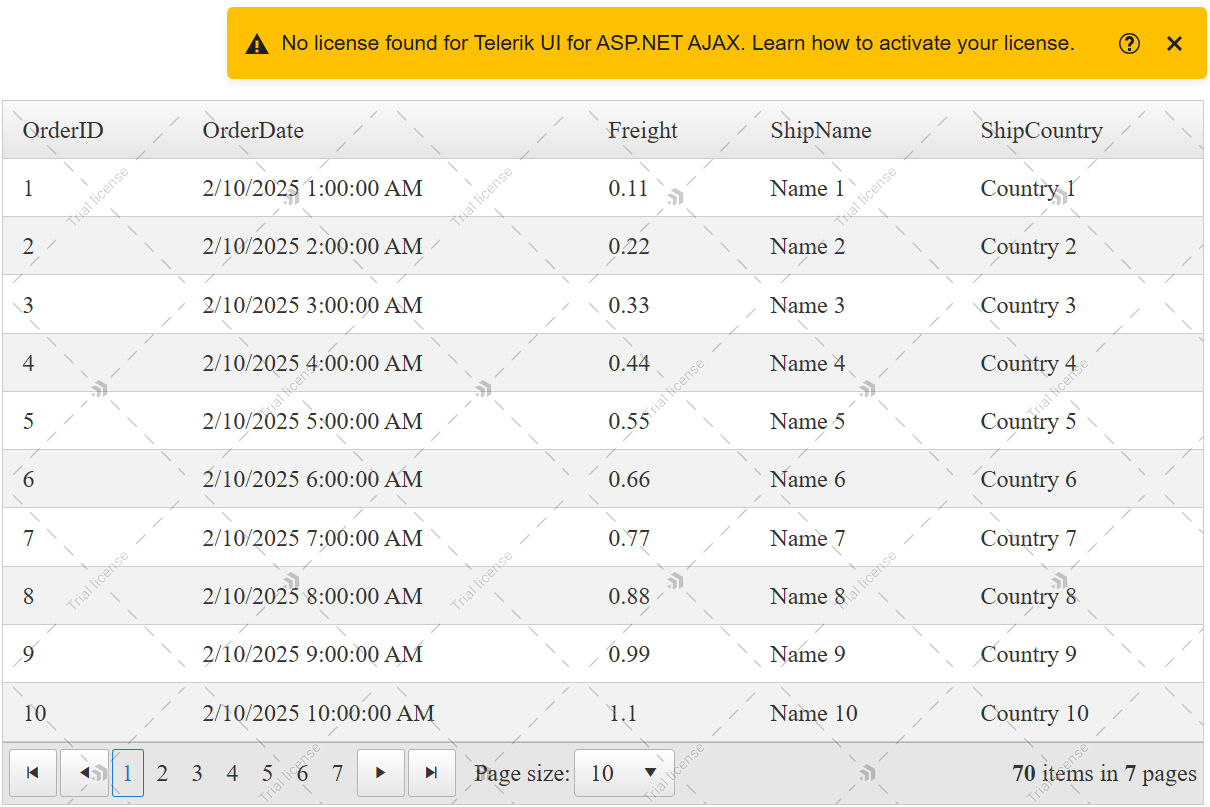 No license found for Telerik UI for ASP.NET AJAX. Learn how to activate your license.
OrderID OrderDate Freight ShipName ShipCountry
1 2/10/2025 1:00:00 AM 0.11 Name 1 Country 1
Trial license Trial license Trial license
2 2/10/2025 2:00:00 AM 0.22 Name 2 Country 2
3 2/10/2025 3:00:00 AM 0.33 Name 3 Country 3
4 2/10/2025 4:00:00 AM 0.44 Name 4 Country 4
Trial license Trial license Trial license
5 2/10/2025 5:00:00 AM 0.55 Name 5 Country 5
6 2/10/2025 6:00:00 AM 0.66 Name 6 Country 6
7 2/10/2025 7:00:00 AM 0.77 Name 7 Country 7
Trial license Trial license Trial license
8 2/10/2025 8:00:00 AM 0.88 Name 8 Country 8
9 2/10/2025 9:00:00 AM 0.99 Name 9 Country 9
10 2/10/2025 10:00:00 AM 1.1 Name 10 Country 10
1 2 3 4 5 6 7 Page size: 10 70 items in 7 pages
Trial license Trial license